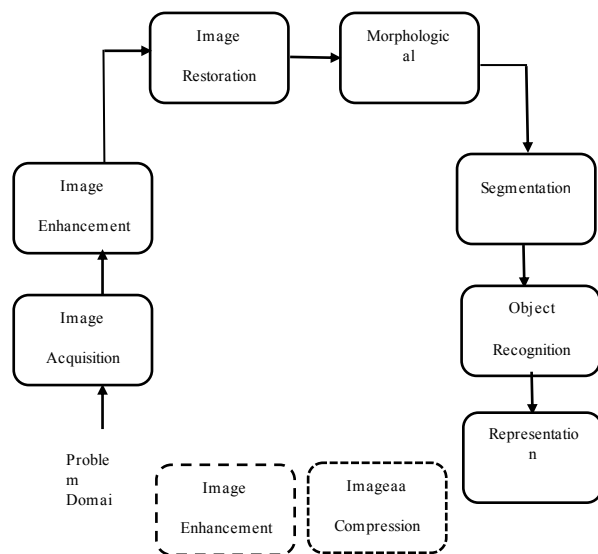 Image
Restoration
Morphologic
al
Image
Enhancement
Segmentation
Image
Acquisition
Object
Recognition
Representatio
n
Proble
m
Domai
Image
Enhancement
Imageaa
Compression